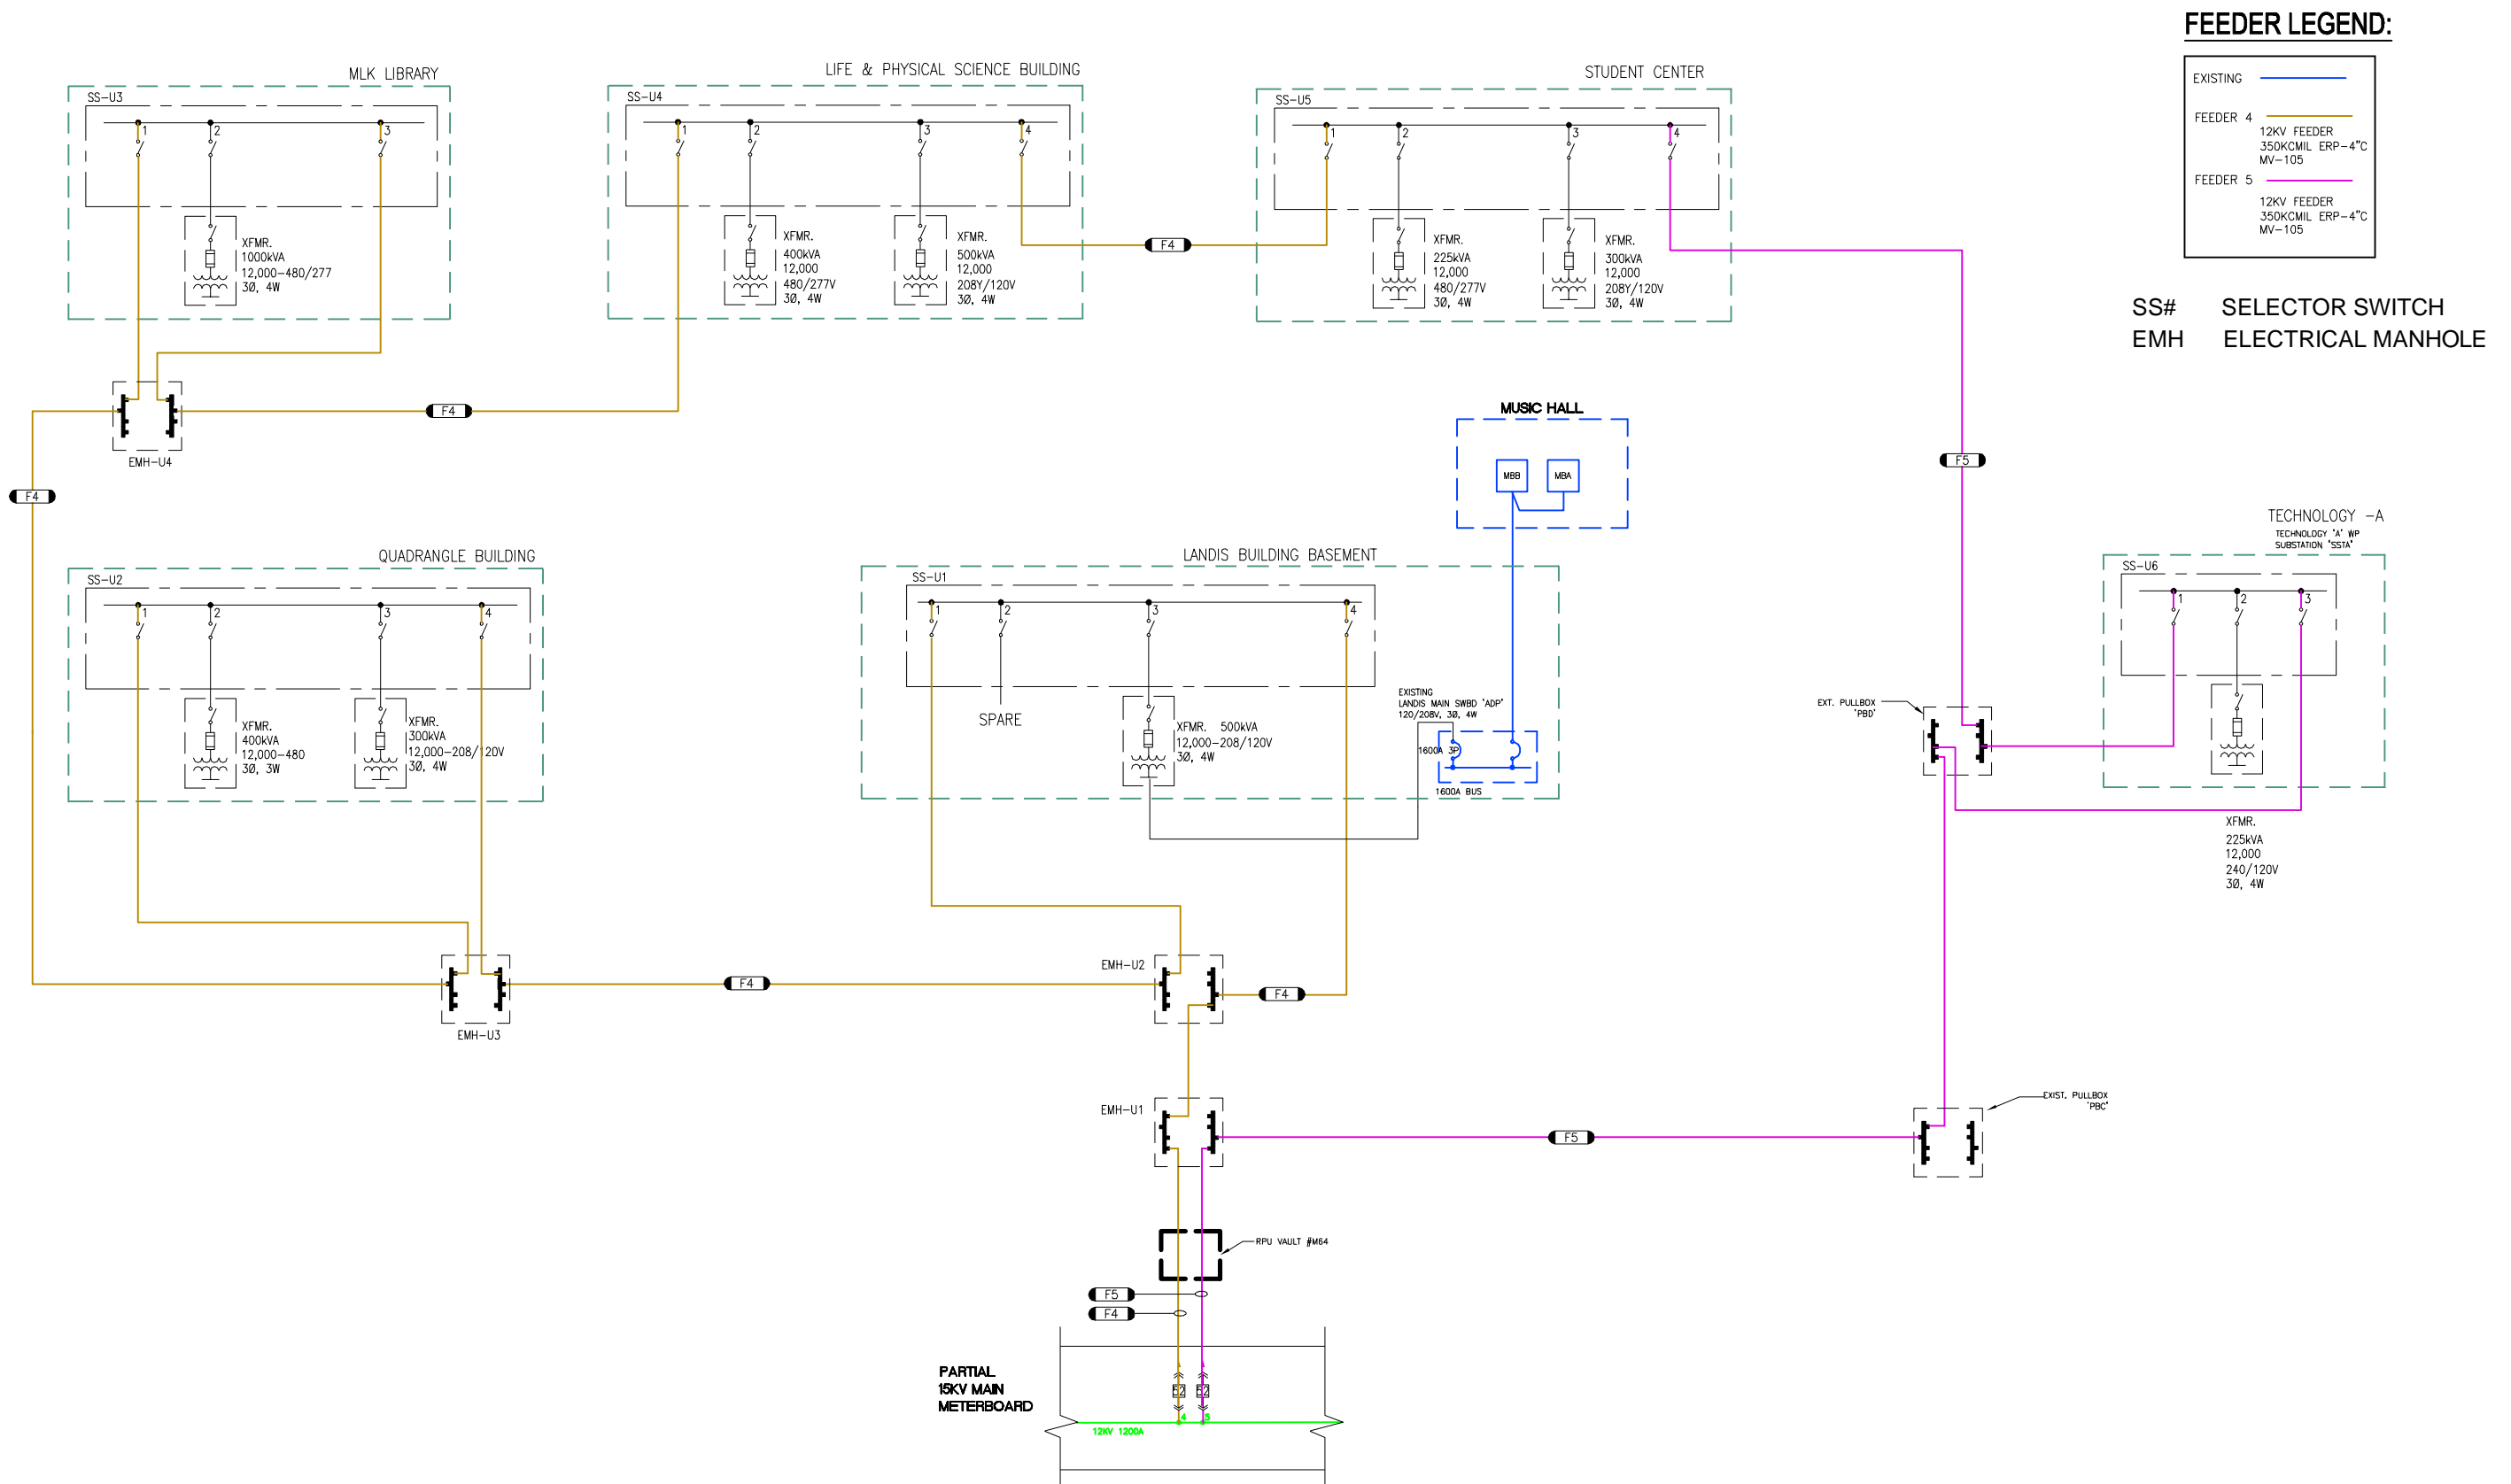 FEEDER LEGEND:
EXISTING
FEEDER 4
12KV FEEDER
350KCMIL ERP-4"C
MV-105
FEEDER 5
12KV FEEDER
350KCMIL ERP-4"C
MV-105
SS# SELECTOR SWITCH
EMH ELECTRICAL MANHOLE
MLK LIBRARY
SS-U3
1
2
3
XFMR.
1000kVA
12,000-480/277
3Ø, 4W
LIFE & PHYSICAL SCIENCE BUILDING
SS-U4
1
2
3
4
XFMR.
400kVA
12,000
480/277V
3Ø, 4W
XFMR.
500kVA
12,000
208Y/120V
3Ø, 4W
F4
STUDENT CENTER
SS-U5
1
2
3
4
XFMR.
225kVA
12,000
480/277V
3Ø, 4W
XFMR.
300kVA
12,000
208Y/120V
3Ø, 4W
EMH-U4
F4
F4
MUSIC HALL
MBB
MBA
F5
QUADRANGLE BUILDING
SS-U2
1
2
3
4
XFMR.
400kVA
12,000-480
3Ø, 3W
XFMR.
300kVA
12,000-208/120V
3Ø, 4W
LANDIS BUILDING BASEMENT
SS-U1
1
2
3
4
SPARE
XFMR. 500kVA
12,000-208/120V
3Ø, 4W
EXISTING
LANDIS MAIN SWBD 'ADP'
120/208V, 3Ø, 4W
1600A 3P
1600A BUS
TECHNOLOGY -A
TECHNOLOGY 'A' WP
SUBSTATION 'SSTA'
SS-U6
1
2
3
EXT. PULLBOX
'PBD'
XFMR.
225kVA
12,000
240/120V
3Ø, 4W
EMH-U3
F4
EMH-U2
F4
EMH-U1
F5
EXIST. PULLBOX
'PBC'
RPU VAULT #M64
F5
F4
PARTIAL
15KV MAIN
METERBOARD
52
52
4
5
12KV 1200A